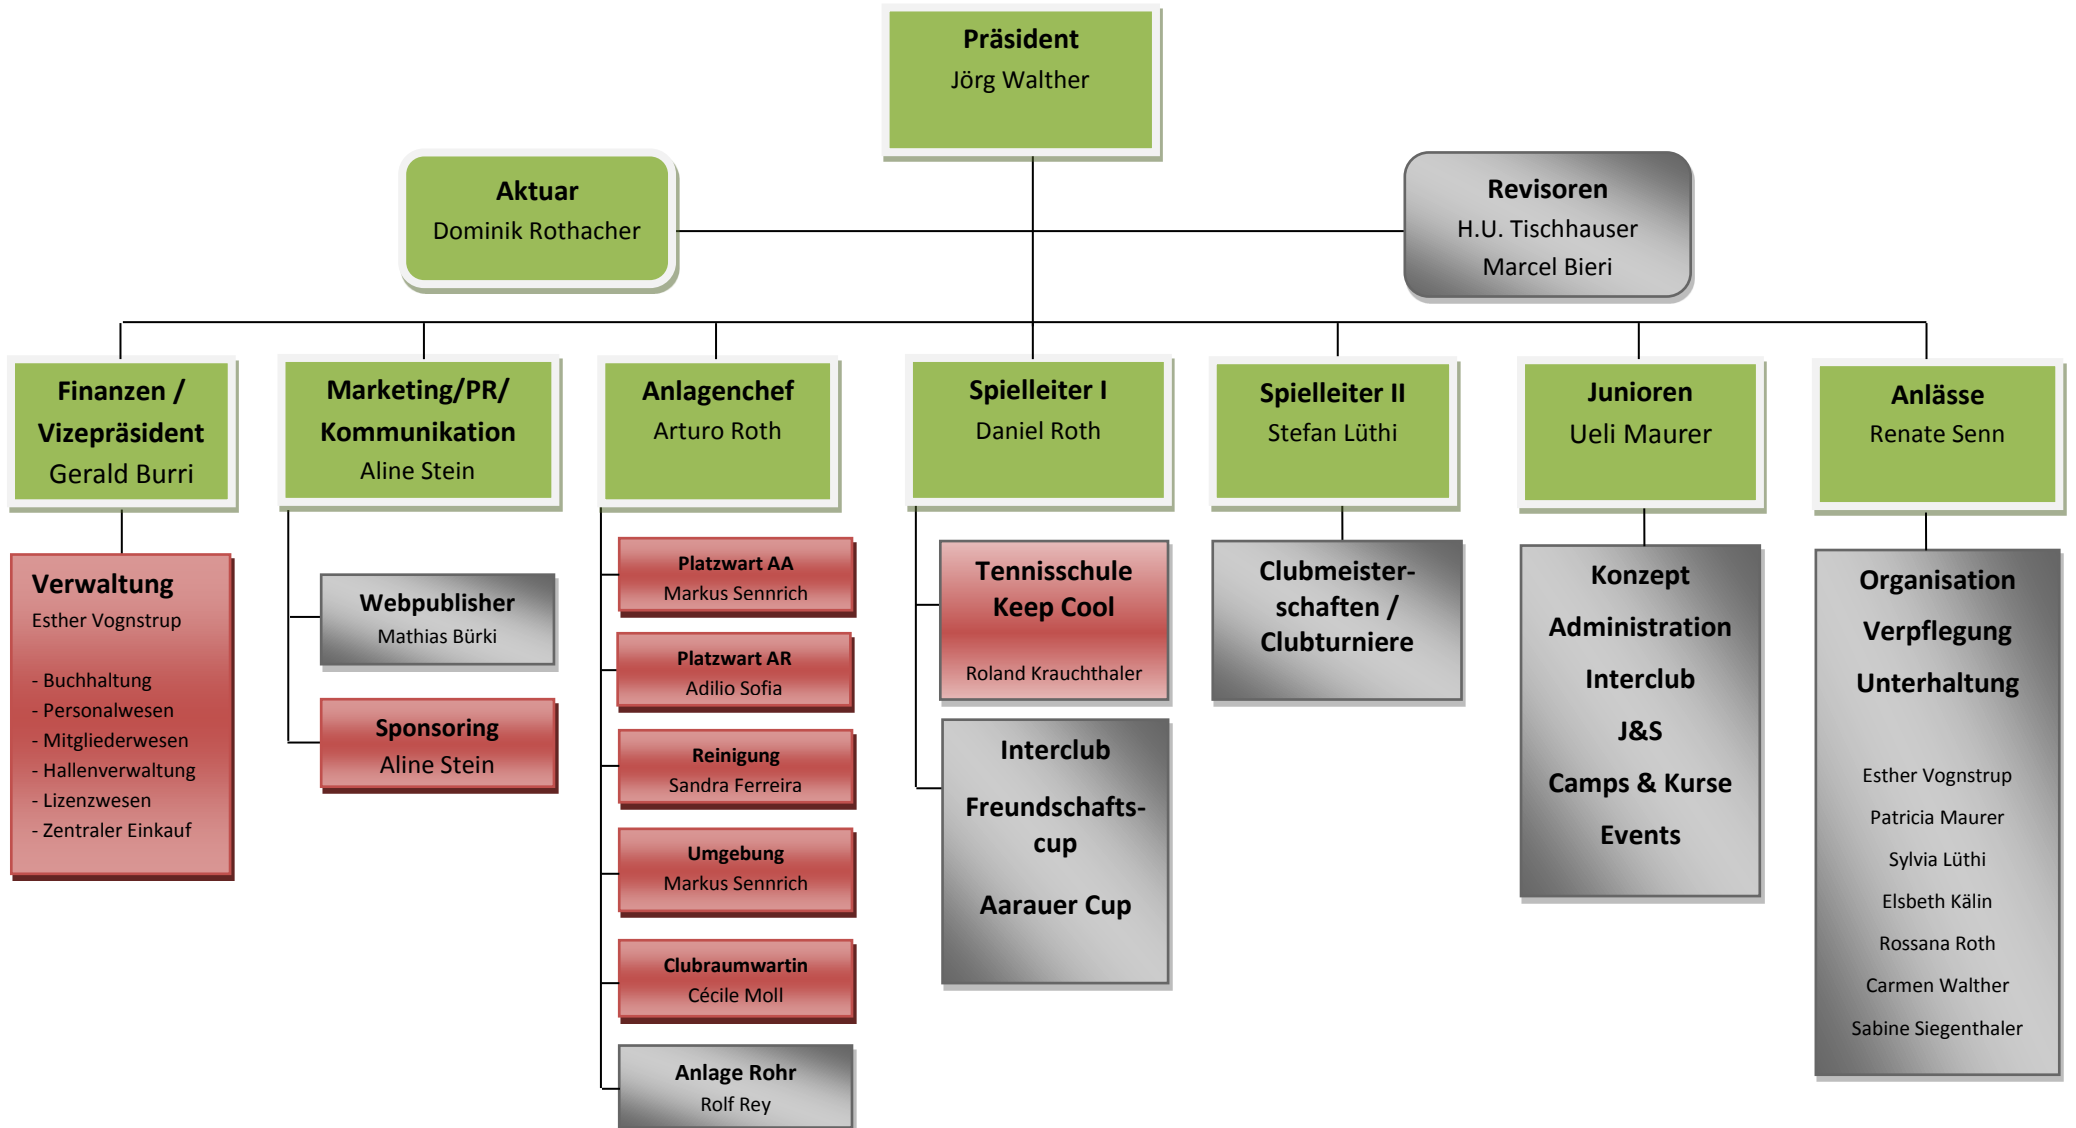 Präsident
Jörg Walther
Aktuar
Dominik Rothacher
Revisoren
H.U. Tischhauser
Marcel Bieri
Finanzen /
Vizepräsident
Gerald Burri
Marketing/PR/
Kommunikation
Aline Stein
Anlagenchef
Arturo Roth
Spielleiter I
Daniel Roth
Spielleiter II
Stefan Lüthi
Junioren
Ueli Maurer
Anlässe
Renate Senn
Verwaltung
Esther Vognstrup
- Buchhaltung
- Personalwesen
- Mitgliederwesen
- Hallenverwaltung
- Lizenzwesen
- Zentraler Einkauf
Webpublisher
Mathias Bürki
Sponsoring
Aline Stein
Platzwart AA
Markus Sennrich
Platzwart AR
Adilio Sofia
Reinigung
Sandra Ferreira
Umgebung
Markus Sennrich
Clubraumwartin
Cécile Moll
Anlage Rohr
Rolf Rey
Tennisschule
Keep Cool
Roland Krauchthaler
Interclub
Freundschafts-
cup
Aarauer Cup
Clubmeister-
schaften /
Clubturniere
Konzept
Administration
Interclub
J&S
Camps & Kurse
Events
Organisation
Verpflegung
Unterhaltung
Esther Vognstrup
Patricia Maurer
Sylvia Lüthi
Elsbeth Kälin
Rossana Roth
Carmen Walther
Sabine Siegenthaler